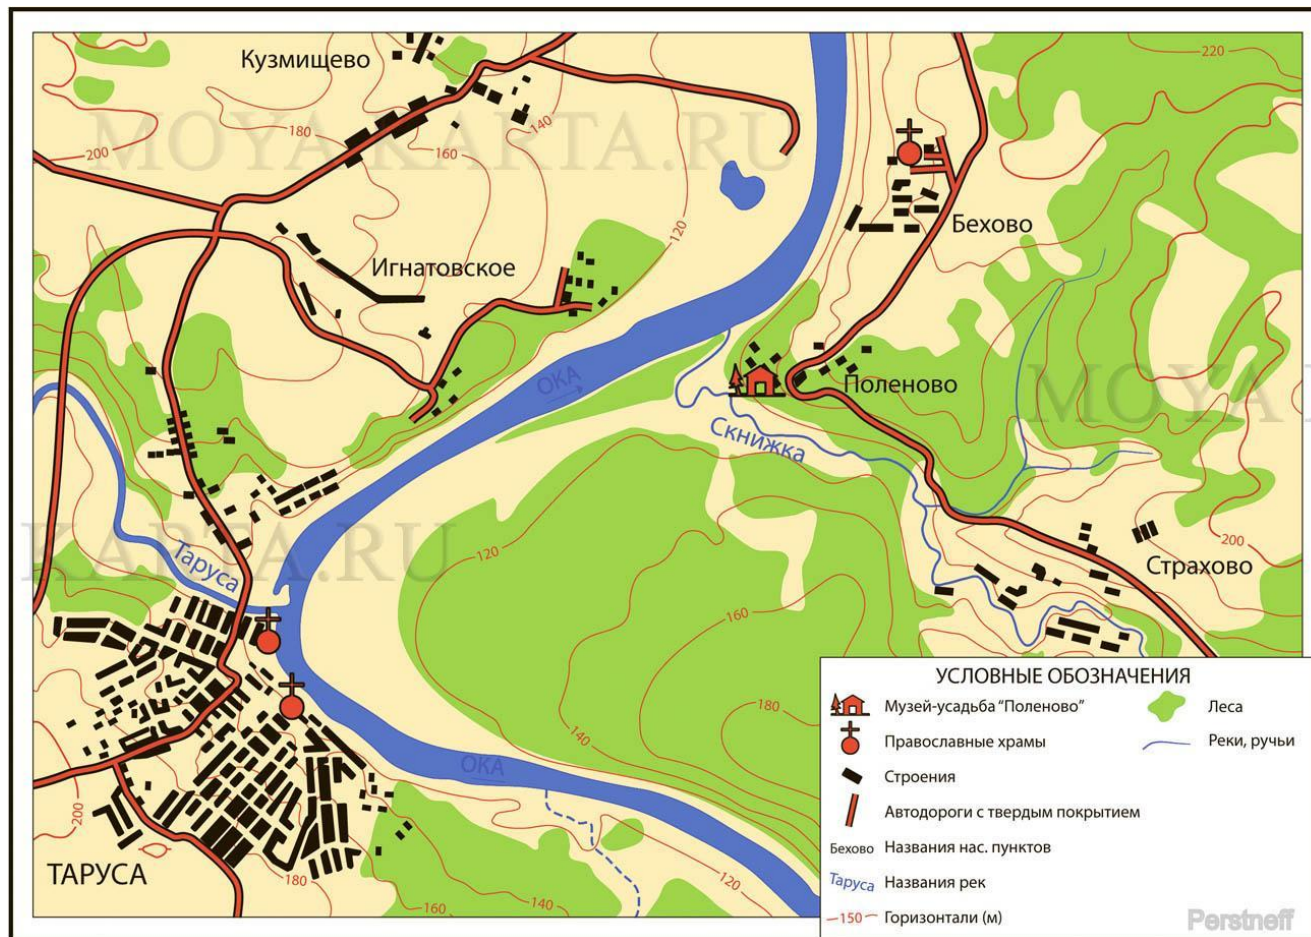 Кузмищево
220
180
140
200
160
MOYA-KARTA.RU
Бехово
120
Игнатовское
ОКА
Поленово
MOYA
Скнижка
KARTA.RU
Таруса
120
200
Страхово
160
180
140
ОКА
200
ТАРУСА
180
160
140
120
УСЛОВНЫЕ ОБОЗНАЧЕНИЯ
Музей-усадьба "Поленово"
Леса
Православные храмы
Реки, ручьи
Строения
Автодороги с твердым покрытием
Бехово Названия нас. пунктов
Таруса Названия рек
150 Горизонтали (м)
Perstneff